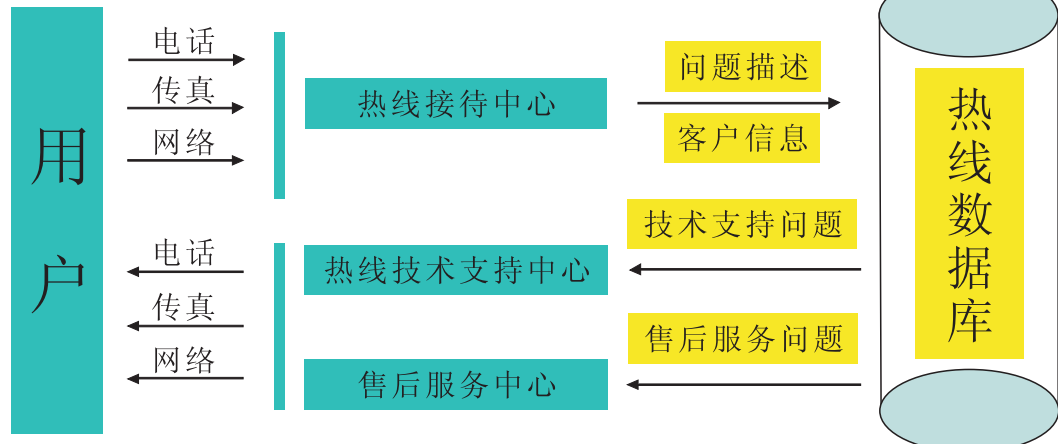 用户
电话
传真
网络
热线接待中心
问题描述
客户信息
热线数据库
技术支持问题
热线技术支持中心
售后服务问题
售后服务中心
电话
传真
网络